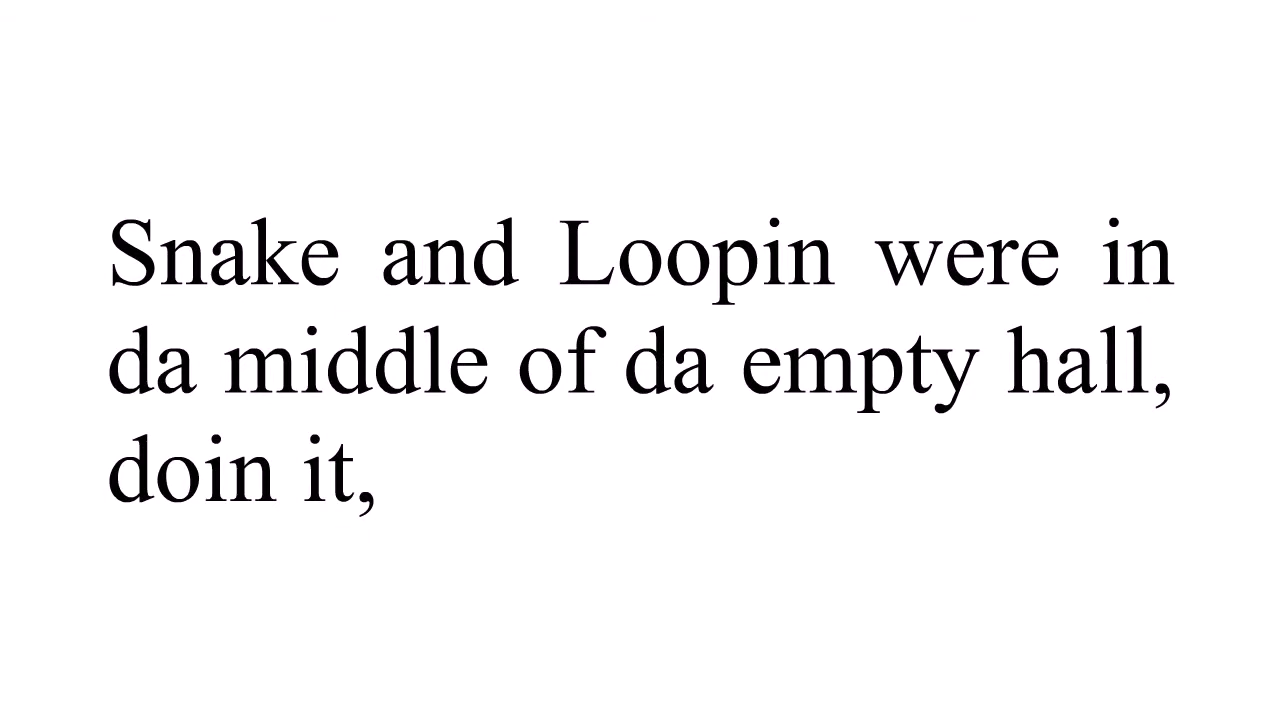 Snake and Loopin were in
da middle of da empty hall,
doin it,